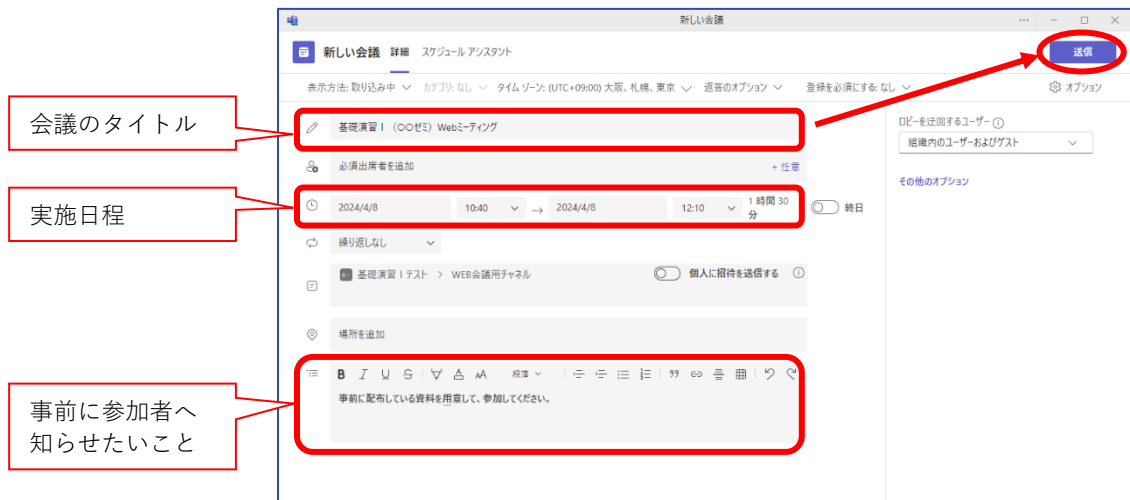 新しい会議
新しい会議 詳細 スケジュール アシスタント
送信
表示方法: 取り込み中 カテゴリ: なし タイム ゾーン: (UTC+09:00) 大阪、札幌、東京 返答のオプション 登録を必須にする: なし
オプション
会議のタイトル
基礎演習Ⅰ (○○ゼミ) Webミーティング
ロビーを迂回するユーザー
組織内のユーザーおよびゲスト
必須出席者を追加
+ 任意
その他のオプション
実施日程
2024/4/8 10:40 → 2024/4/8 12:10 1 時間 30
分
終日
繰り返しなし
基礎演習Ⅰテスト > WEB会議用チャネル
個人に招待を送信する
場所を追加
B I U S A AA 段落
事前に参加者へ
知らせたいこと
事前に配布している資料を用意して、参加してください。